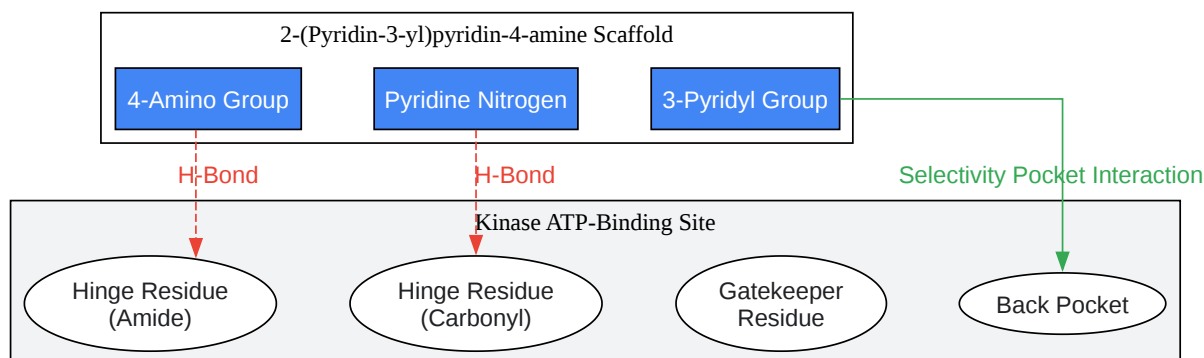 2-(Pyridin-3-yl)pyridin-4-amine Scaffold
4-Amino Group
Pyridine Nitrogen
3-Pyridyl Group
H-Bond
H-Bond
Selectivity Pocket Interaction
Kinase ATP-Binding Site
Hinge Residue
(Amide)
Hinge Residue
(Carbonyl)
Gatekeeper
Residue
Back Pocket